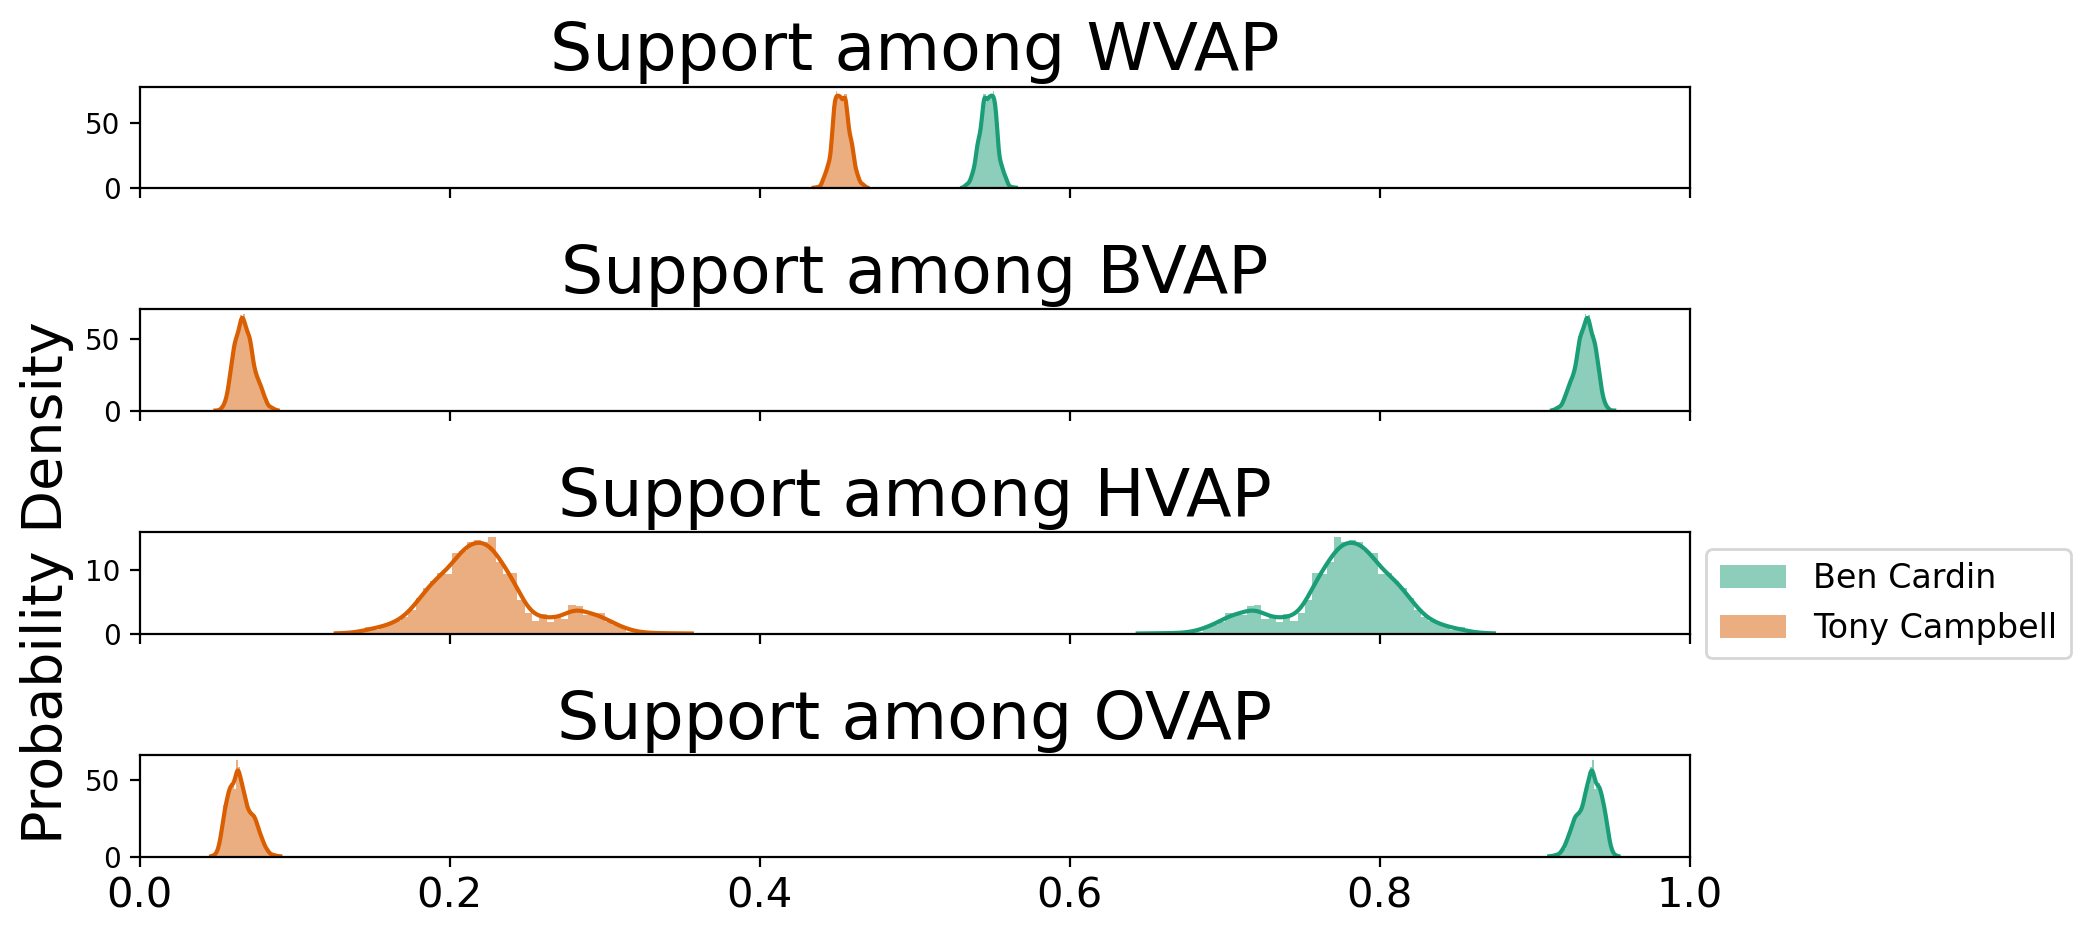 Support among WVAP
50
0
Support among BVAP
50
0
Support among HVAP
10
0
Support among OVAP
50
0
0.0 0.2 0.4 0.6 0.8 1.0
Probability Density
Ben Cardin
Tony Campbell